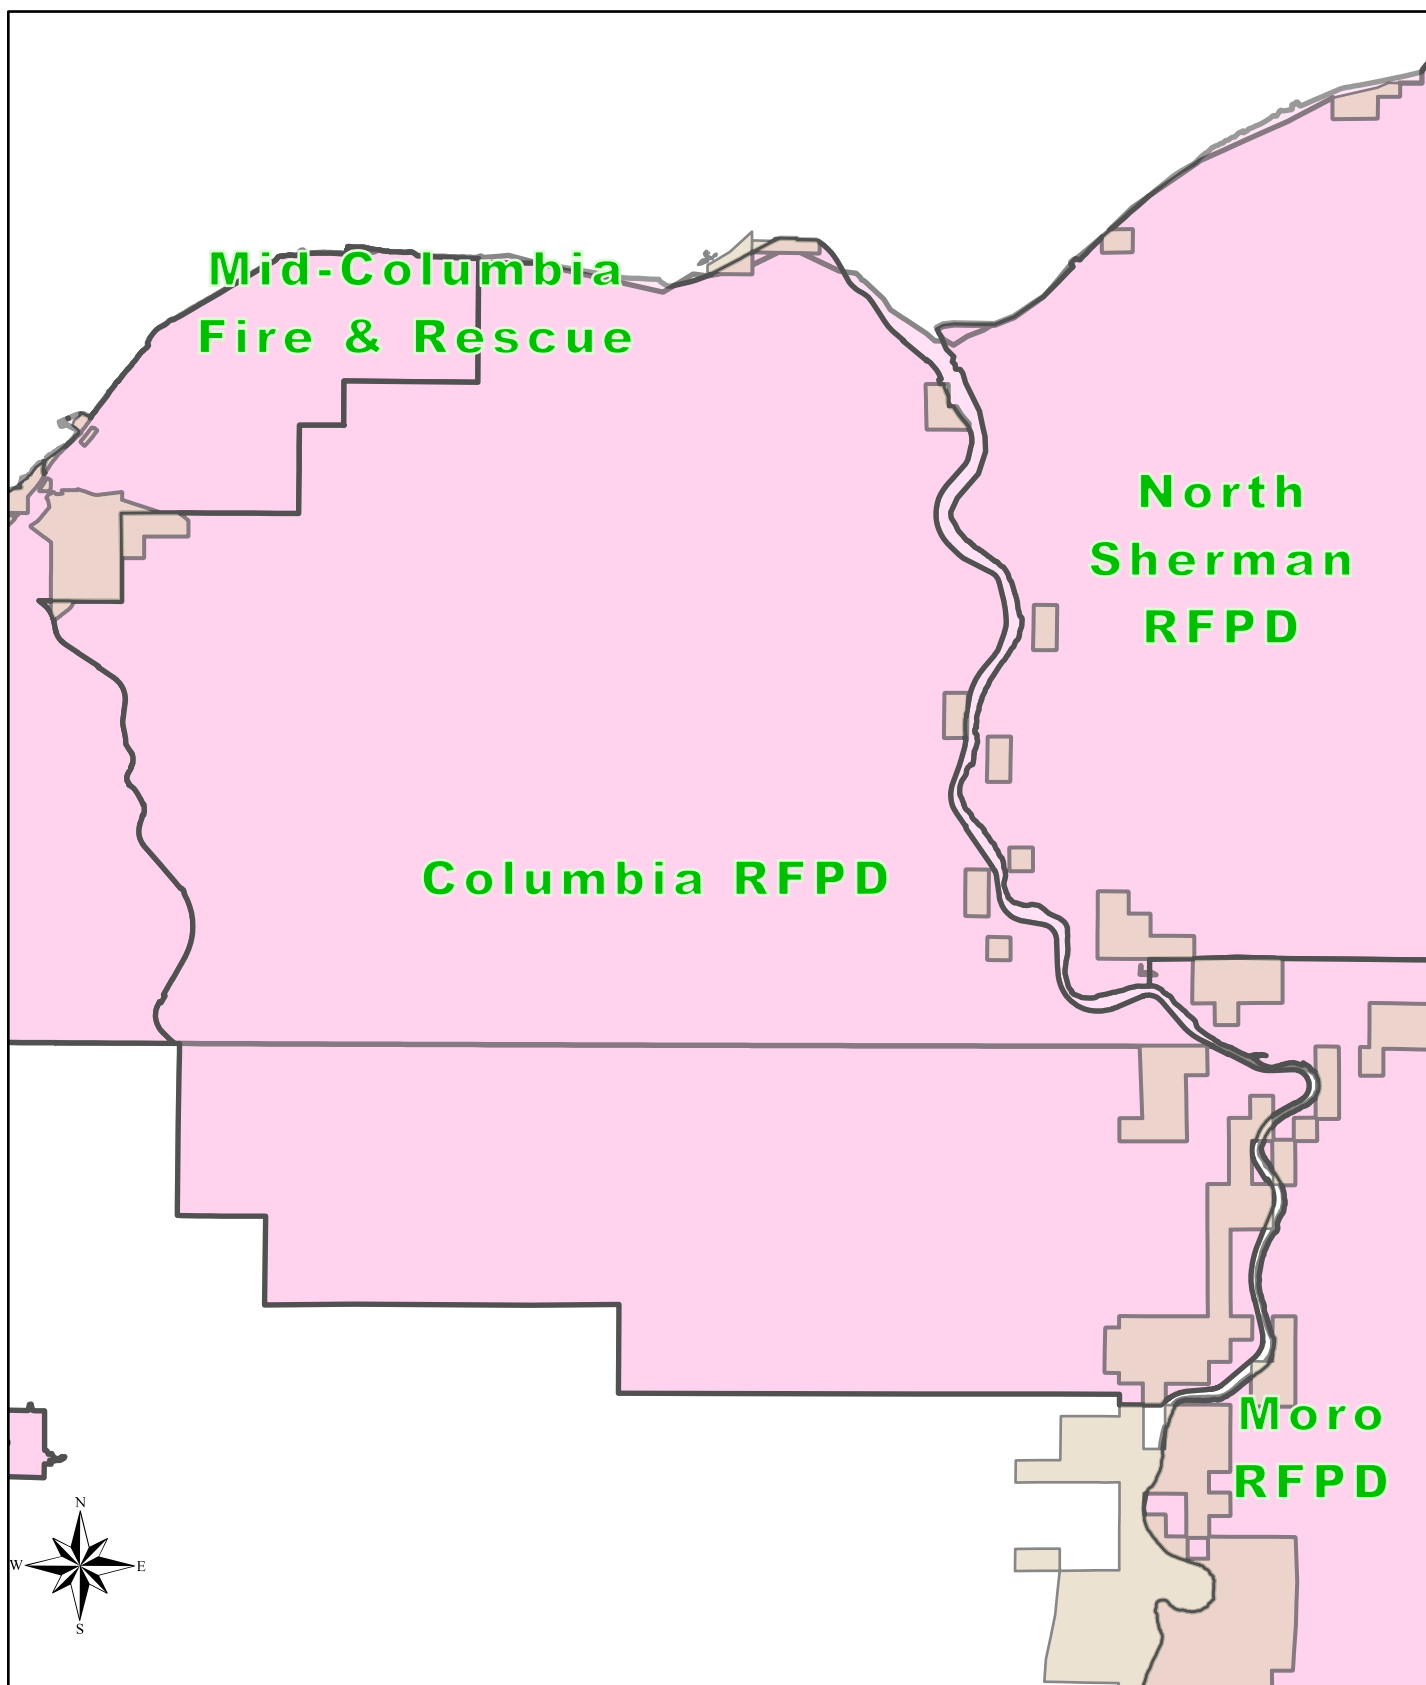 Mid-Columbia
Fire & Rescue
North
Sherman
RFPD
Columbia RFPD
Moro
RFPD
N
W E
S